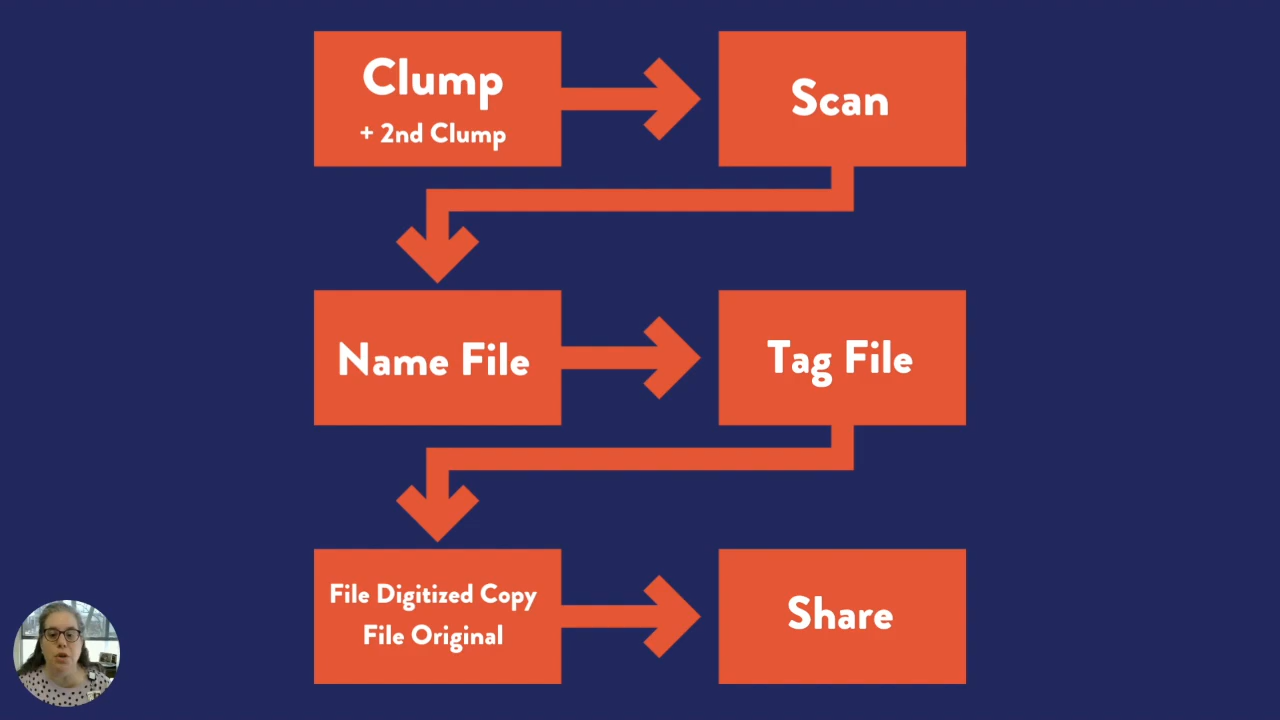 Clump
+ 2nd Clump
Scan
Name File
Tag File
File Digitized Copy
File Original
Share